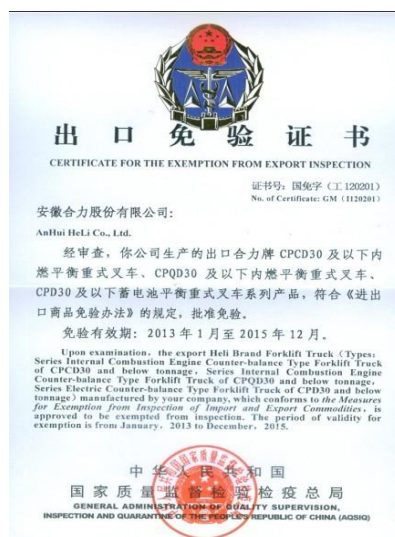 出口免验证书
CERTIFICATE FOR THE EXEMPTION FROM EXPORT INSPECTION
证书号：国免字（工120201）
No. of Certificate: GM（I120201）
安徽合力股份有限公司：
AnHui HeLi Co., Ltd.
经审查，你公司生产的出口合力牌 CPCD30 及以下内
燃平衡重式叉车、CPQD30 及以下内燃平衡重式叉车、
CPD30 及以下蓄电池平衡重式叉车系列产品，符合《进出
口商品免验办法》的规定，批准免验。
免验有效期：2013 年 1 月至 2015 年 12 月。
Upon examination, the export Heli Brand Forklift Truck (Types:
Series Internal Combustion Engine Counter-balance Type Forklift Truck
of CPCD30 and below tonnage, Series Internal Combustion Engine
Counter-balance Type Forklift Truck of CPQD30 and below tonnage,
Series Electric Counter-balance Type Forklift Truck of CPD30 and below
tonnage) manufactured by your company, which conforms to the Measures
for Exemption from Inspection of Import and Export Commodities, is
approved to be exempted from inspection. The period of validity for
exemption is from January, 2013 to December, 2015.
中华人民共和国
国家质量监督检验检疫总局
GENERAL ADMINISTRATION OF QUALITY SUPERVISION,
INSPECTION AND QUARANTINE OF THE PEOPLE'S REPUBLIC OF CHINA (AQSIQ)